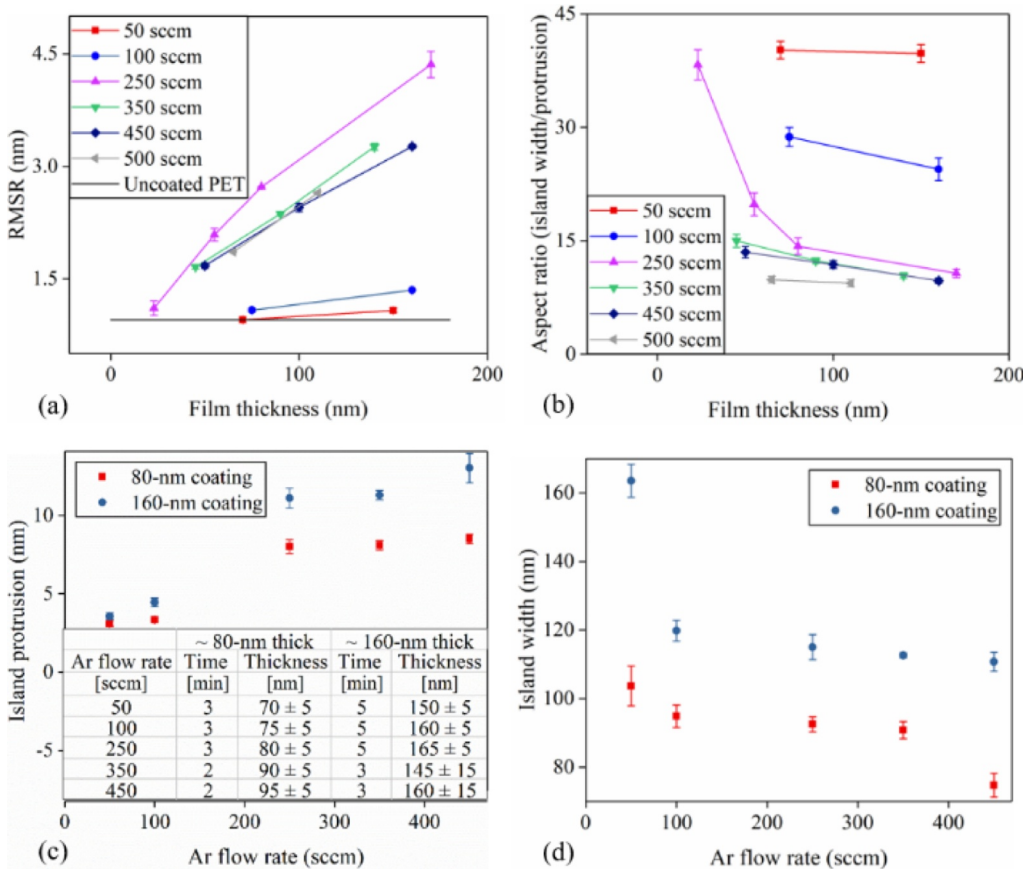 50 sccm
100 sccm
250 sccm
350 sccm
450 sccm
500 sccm
Uncoated PET
4.5
3.0
1.5
RMSR (nm)
0 100 200
(a) Film thickness (nm)
45
30
15
0
Aspect ratio (island width/protrusion)
50 sccm
100 sccm
250 sccm
350 sccm
450 sccm
500 sccm
0 100 200
(b) Film thickness (nm)
80-nm coating
160-nm coating
10
5
0
-5
Island protrusion (nm)
~ 80-nm thick ~ 160-nm thick
Ar flow rate Time Thickness Time Thickness
[sccm] [min] [nm] [min] [nm]
50 3 70 ± 5 5 150 ± 5
100 3 75 ± 5 5 160 ± 5
250 3 80 ± 5 5 165 ± 5
350 2 90 ± 5 3 145 ± 15
450 2 95 ± 5 3 160 ± 15
0 100 200 300 400
(c) Ar flow rate (sccm)
80-nm coating
160-nm coating
160
140
120
100
80
Island width (nm)
0 100 200 300 400
(d) Ar flow rate (sccm)